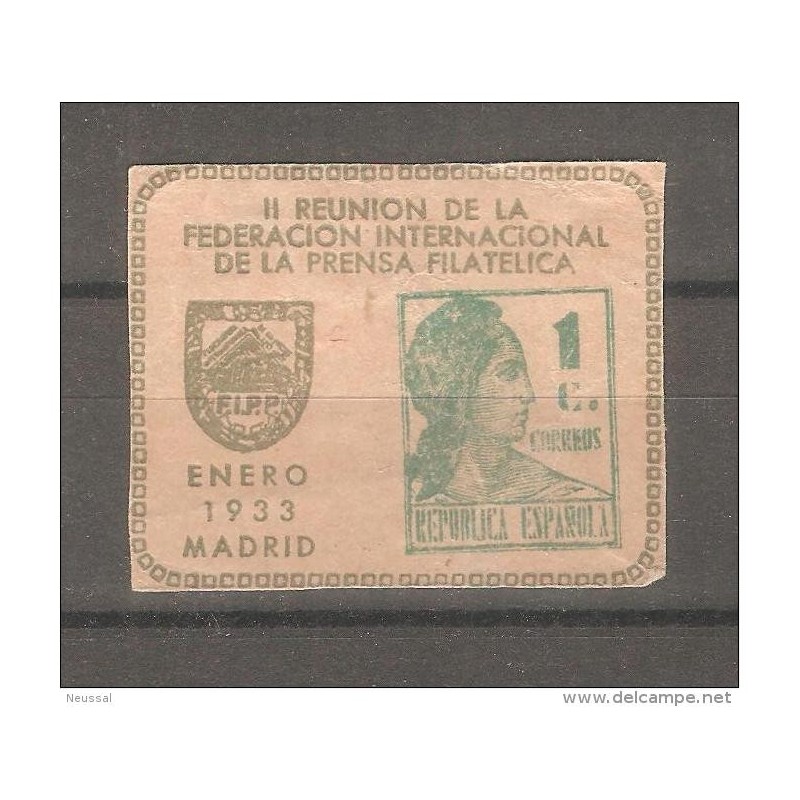 II REUNION DE LA
FEDERACION INTERNACIONAL
DE LA PRENSA FILATELICA
F.I.P.P.
ENERO
1933
MADRID
1
C.
CORREOS
REPUBLICA ESPAÑOLA
Neussal
www.delcampe.net